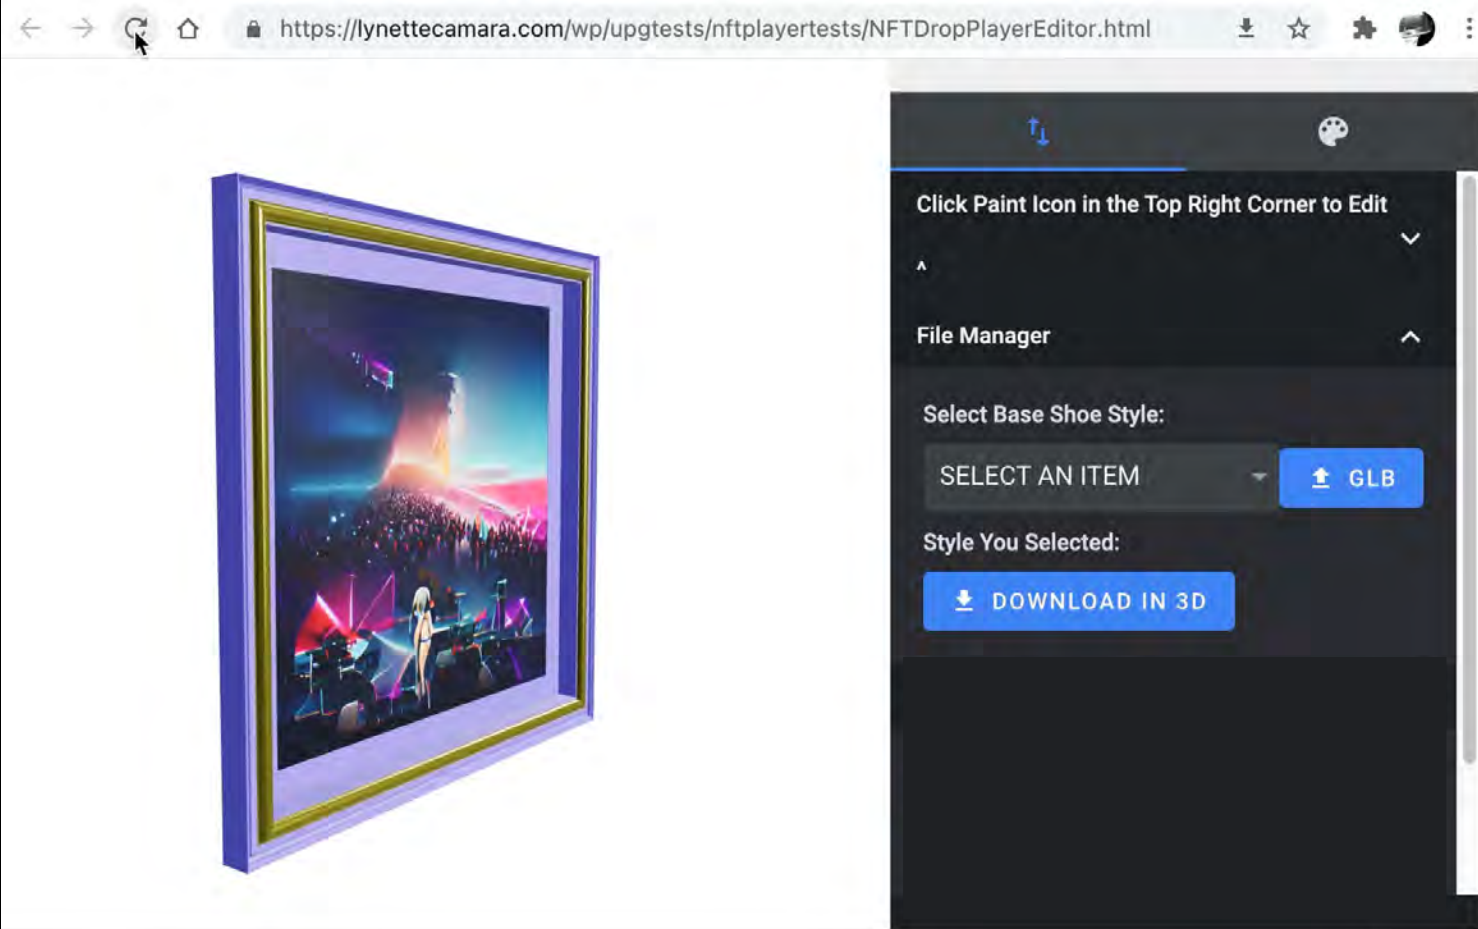 https://lynettecamara.com/wp/upgtests/nftplayertests/NFTDropPlayerEditor.html
Click Paint Icon in the Top Right Corner to Edit
^
File Manager
Select Base Shoe Style:
SELECT AN ITEM
GLB
Style You Selected:
DOWNLOAD IN 3D